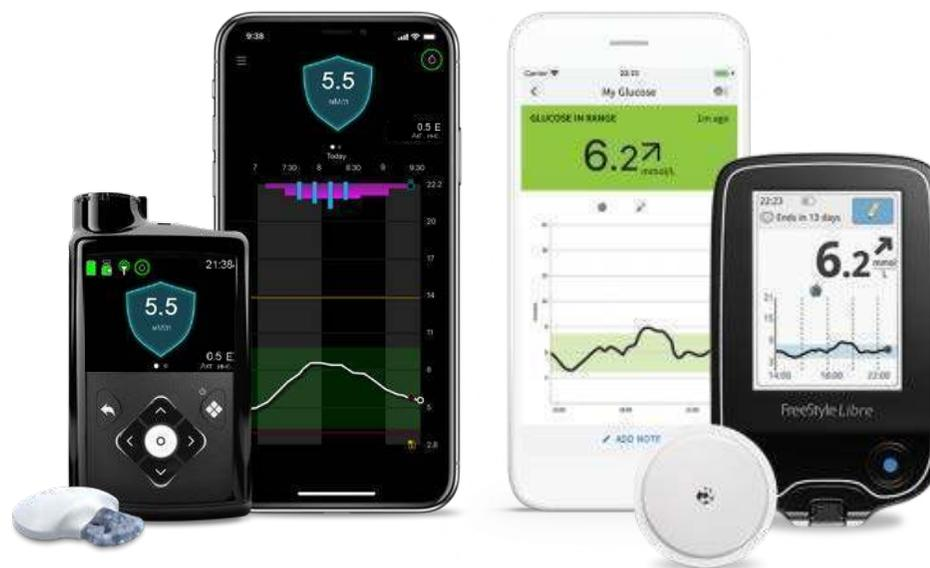 9:38
5.5
0.5 E
Today
7 7:30 8 8:30 9 9:30
22.2
20
17
14
11
8
5
2.8
21:38
5.5
0.5 E
22:23
My Glucose
GLUCOSE IN RANGE 1m ago
6.2
mmol/L
ADD NOTE
22:23
Ends in 13 days
6.2
mmol
L
21
15
14:00 18:00 22:00
FreeStyle Libre